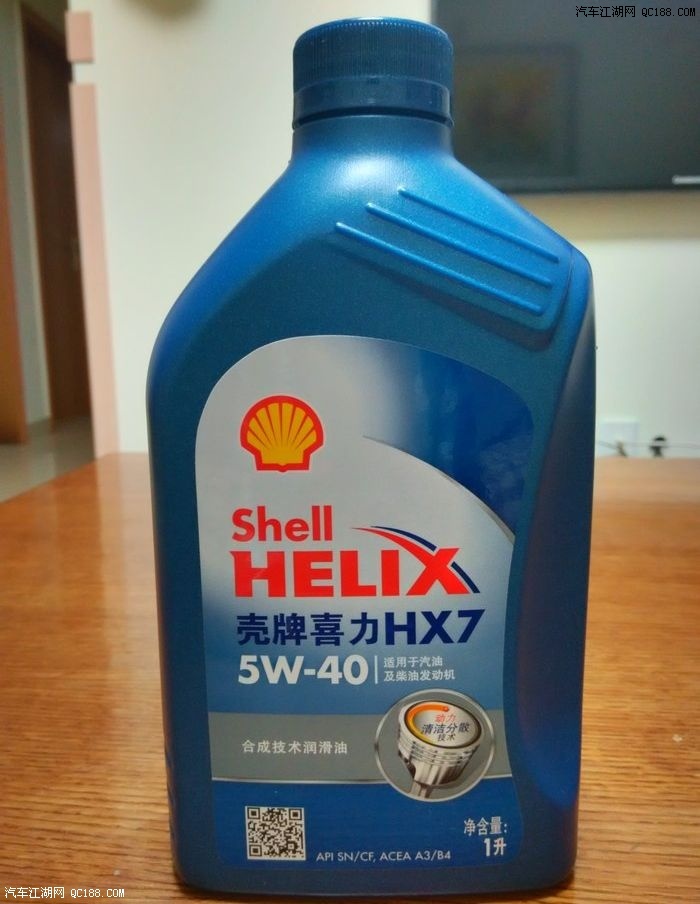 汽车江湖网 QC188.COM
Shell
HELIX
壳牌喜力HX7
5W-40
适用于汽油
及柴油发动机
动力
清洁分散
技术
合成技术润滑油
净含量:
1升
API SN/CF, ACEA A3/B4
汽车江湖网 QC188.COM